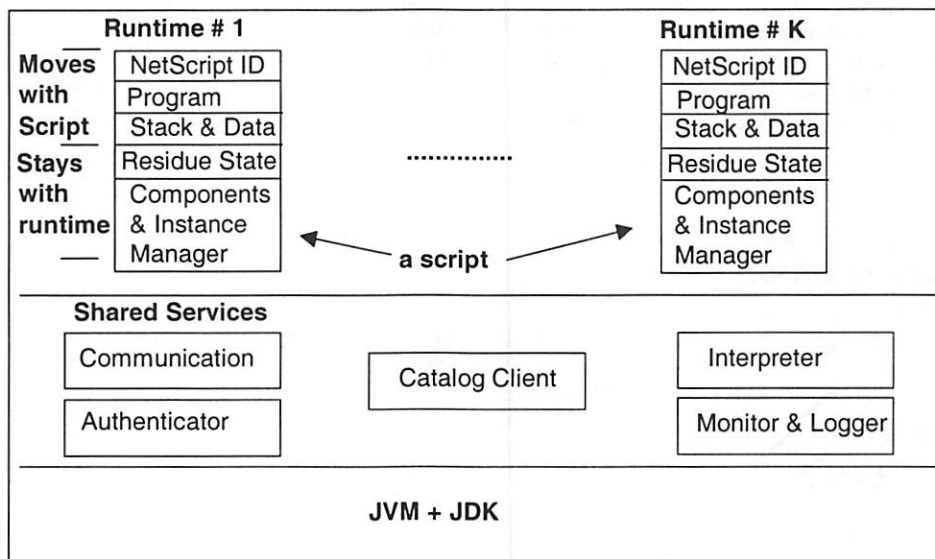 Runtime # 1
Runtime # K
Moves
with
Script
Stays
with
runtime
NetScript ID
Program
Stack & Data
Residue State
Components
& Instance
Manager
NetScript ID
Program
Stack & Data
Residue State
Components
& Instance
Manager
a script
Shared Services
Communication
Authenticator
Catalog Client
Interpreter
Monitor & Logger
JVM + JDK